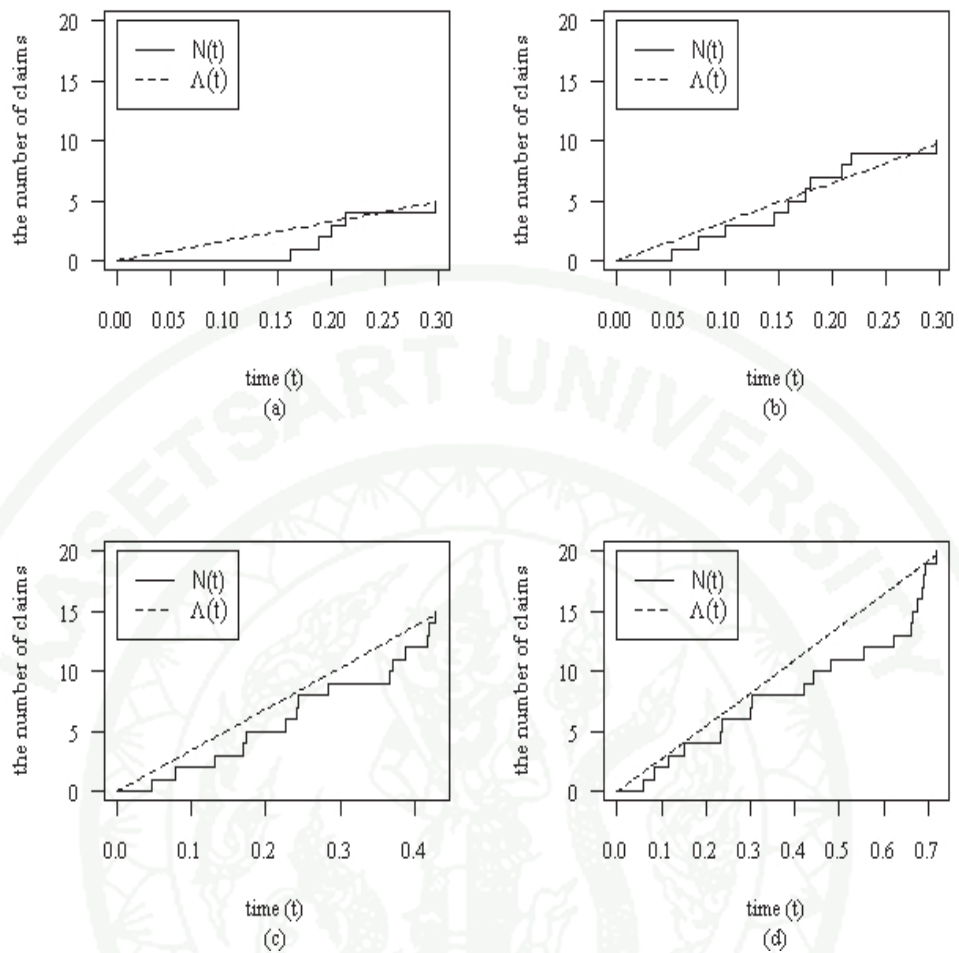 the number of claims
20
15
10
5
0
N(t)
Λ(t)
0.00 0.05 0.10 0.15 0.20 0.25 0.30
time (t)
(a)
the number of claims
20
15
10
5
0
N(t)
Λ(t)
0.00 0.05 0.10 0.15 0.20 0.25 0.30
time (t)
(b)
KASETSART UNIVERSITY
the number of claims
20
15
10
5
0
N(t)
Λ(t)
0.0 0.1 0.2 0.3 0.4
time (t)
(c)
the number of claims
20
15
10
5
0
N(t)
Λ(t)
0.0 0.1 0.2 0.3 0.4 0.5 0.6 0.7
time (t)
(d)